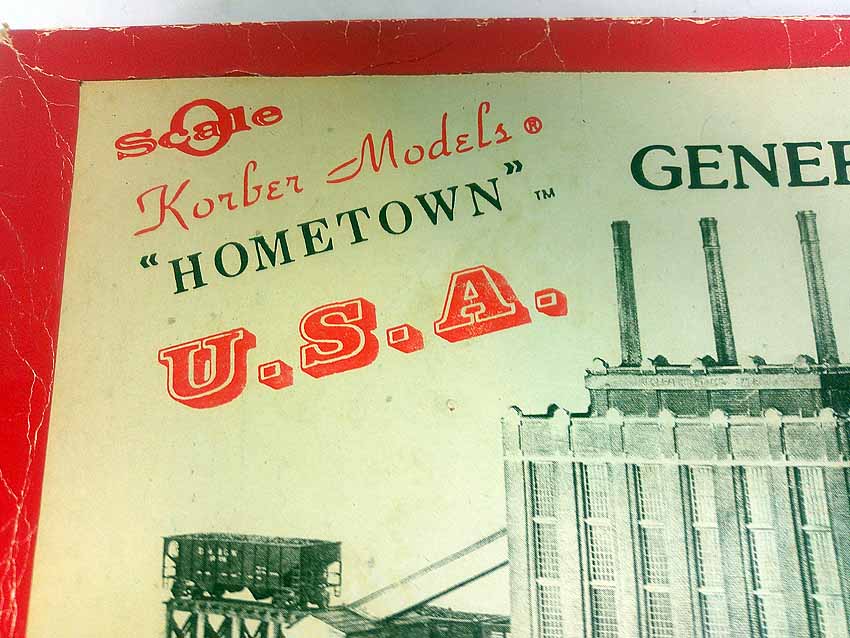 O Scale
Korber Models ®
"HOMETOWN" ™
U.S.A.
GENER